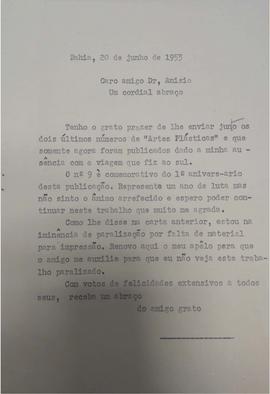 Bahia, 20 de junho de 1953
Caro amigo Dr, Anisio
Um cordial abraço
Tenho o grato prazer de lhe enviar junto os
dois últimos números de "Artes Plásticas" e que
somente agora foram publicados dado a minha au-
sência com a viagem que fiz ao sul.
O nº 9 é comemorativo do 1º anivers-ario
desta publicação. Represente um ano de luta mas
não sinto o ânimo arrefecido e espero poder con-
tinuar neste trabalho que muito me agrada.
Como lhe disse na carta anterior, estou na
iminência de paralização por falta de material
para impressão. Renovo aqui o meu apêlo para que
o amigo me auxilie para que eu não veja este traba-
lho paralizado.
Com votos de felicidades extensivos à todos
seus, receba um abraço
do amigo grato